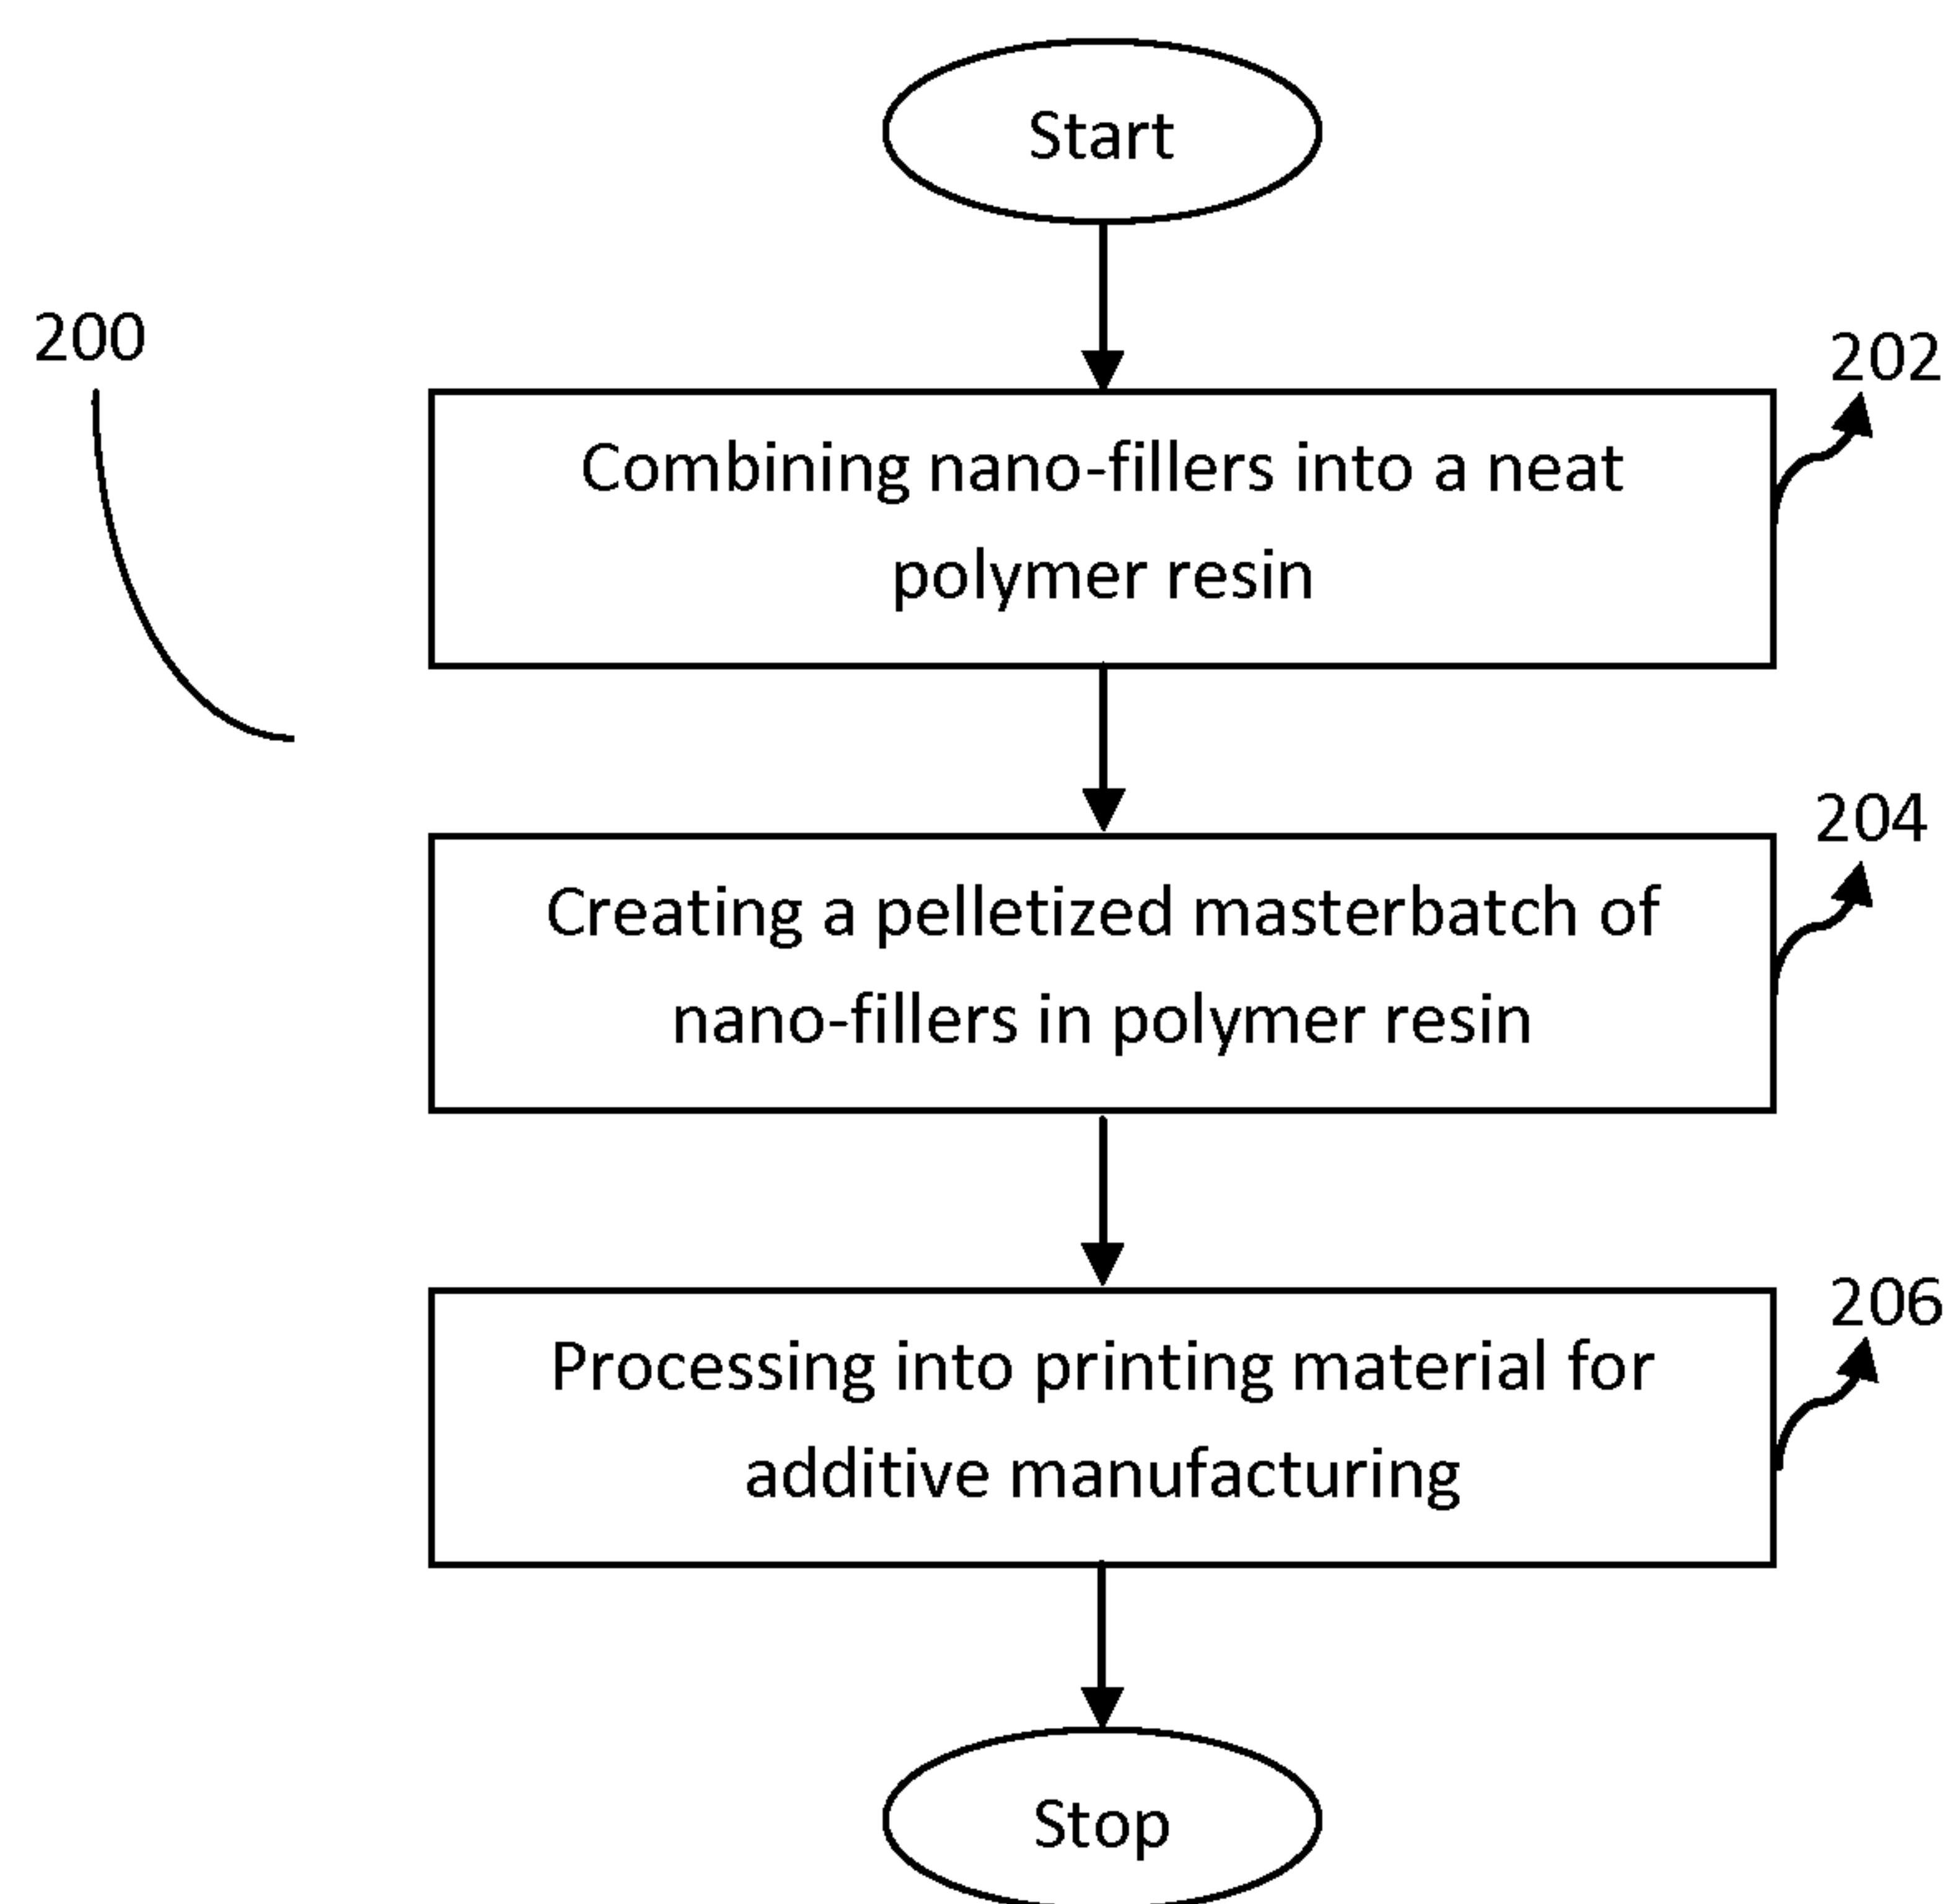 Start
200
202
Combining nano-fillers into a neat
polymer resin
204
Creating a pelletized masterbatch of
nano-fillers in polymer resin
206
Processing into printing material for
additive manufacturing
Stop